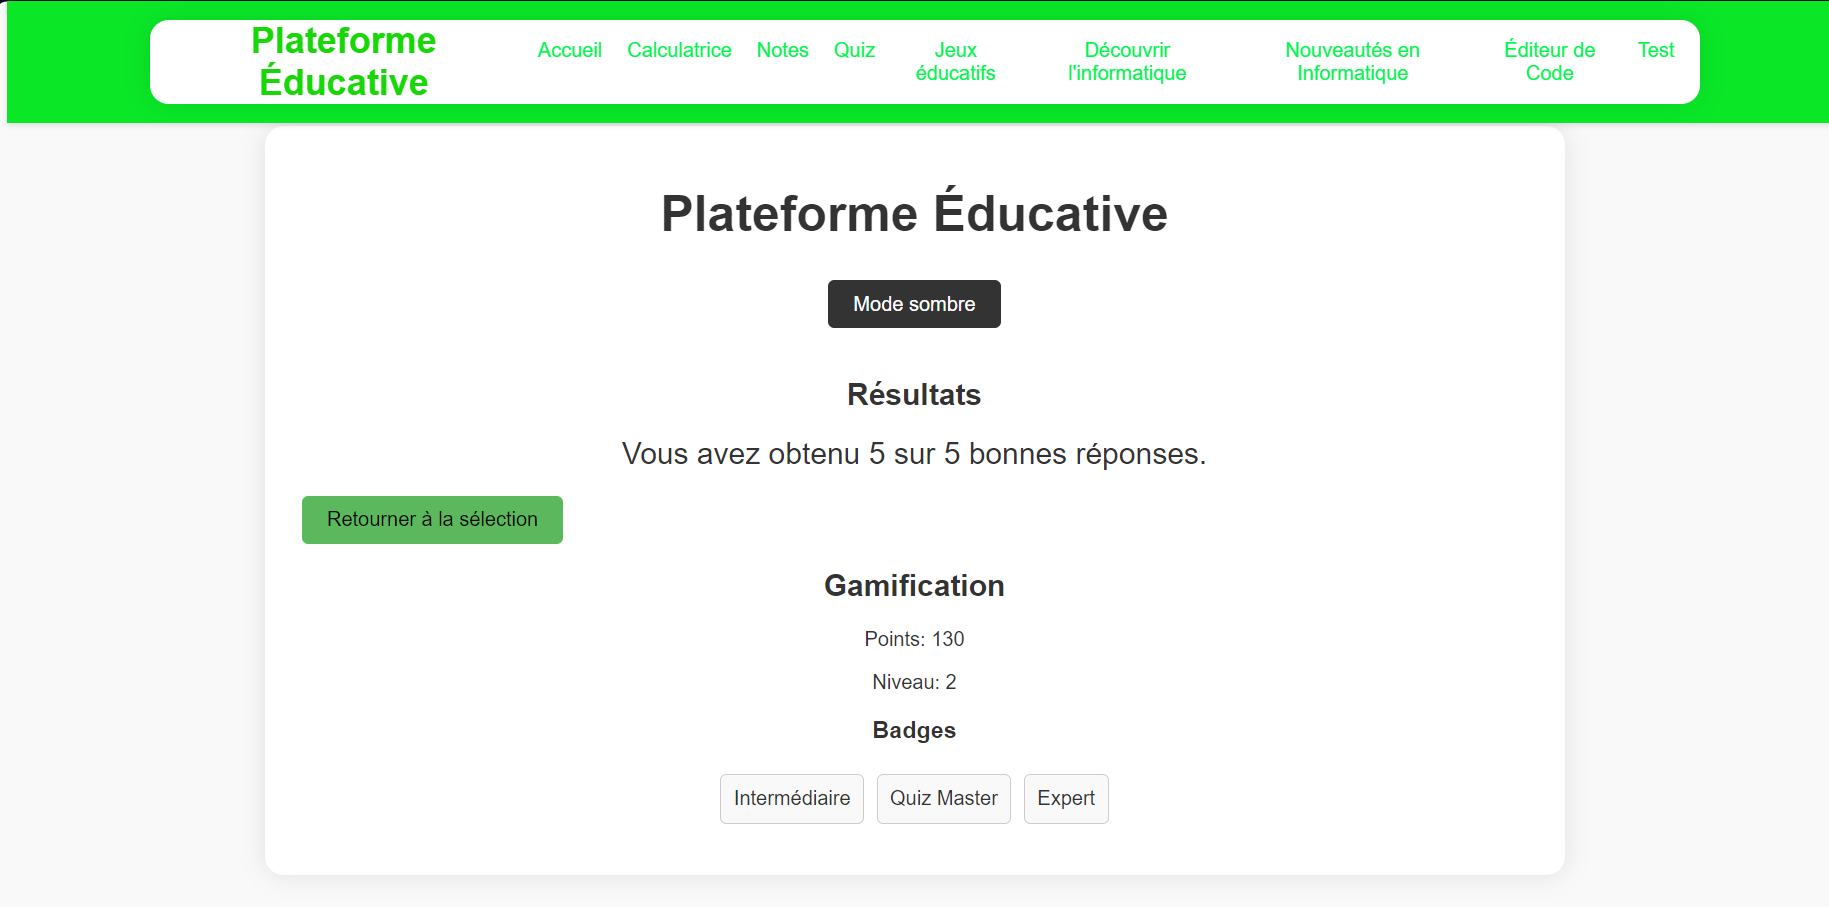 Plateforme
Éducative
Accueil
Calculatrice
Notes
Quiz
Jeux
éducatifs
Découvrir
l'informatique
Nouveautés en
Informatique
Éditeur de
Code
Test
Plateforme Éducative
Mode sombre
Résultats
Vous avez obtenu 5 sur 5 bonnes réponses.
Retourner à la sélection
Gamification
Points: 130
Niveau: 2
Badges
Intermédiaire
Quiz Master
Expert